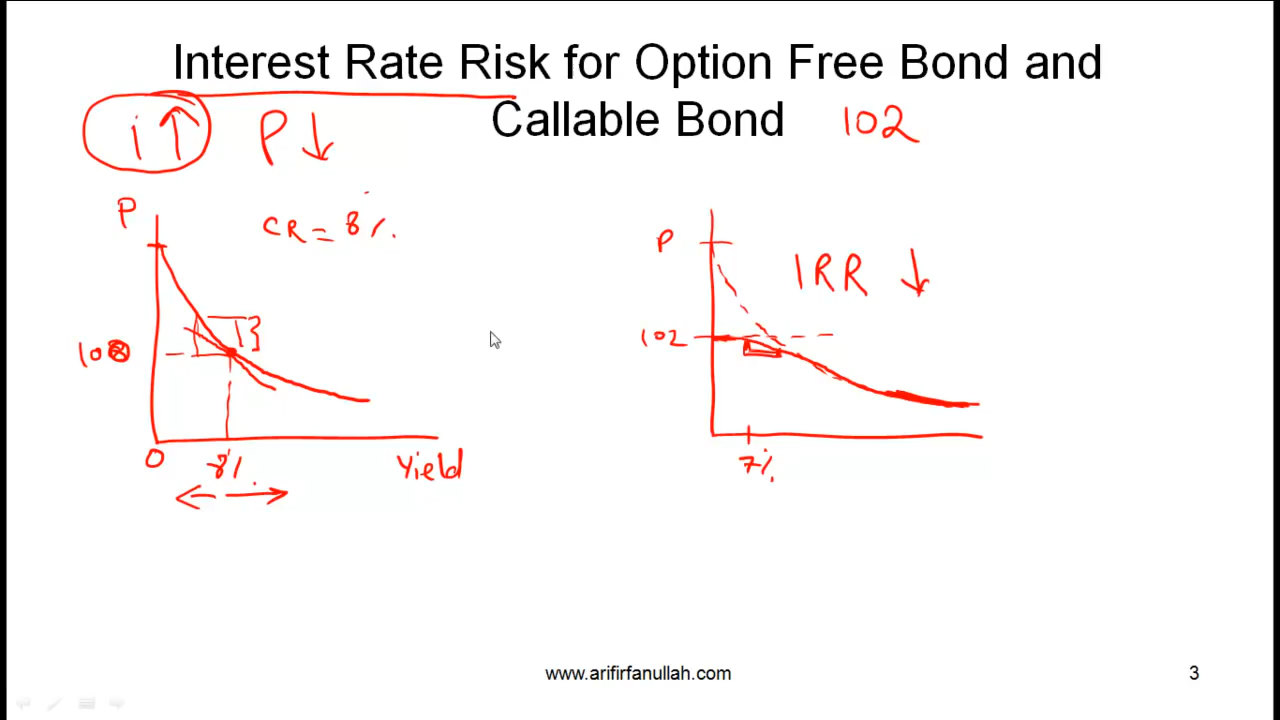 Interest Rate Risk for Option Free Bond and
Callable Bond 102
i↑ P↓
P
CR = 8%.
P
IRR ↓
102
100
0
8%.
Yield
7%.
www.arifirfanullah.com
3